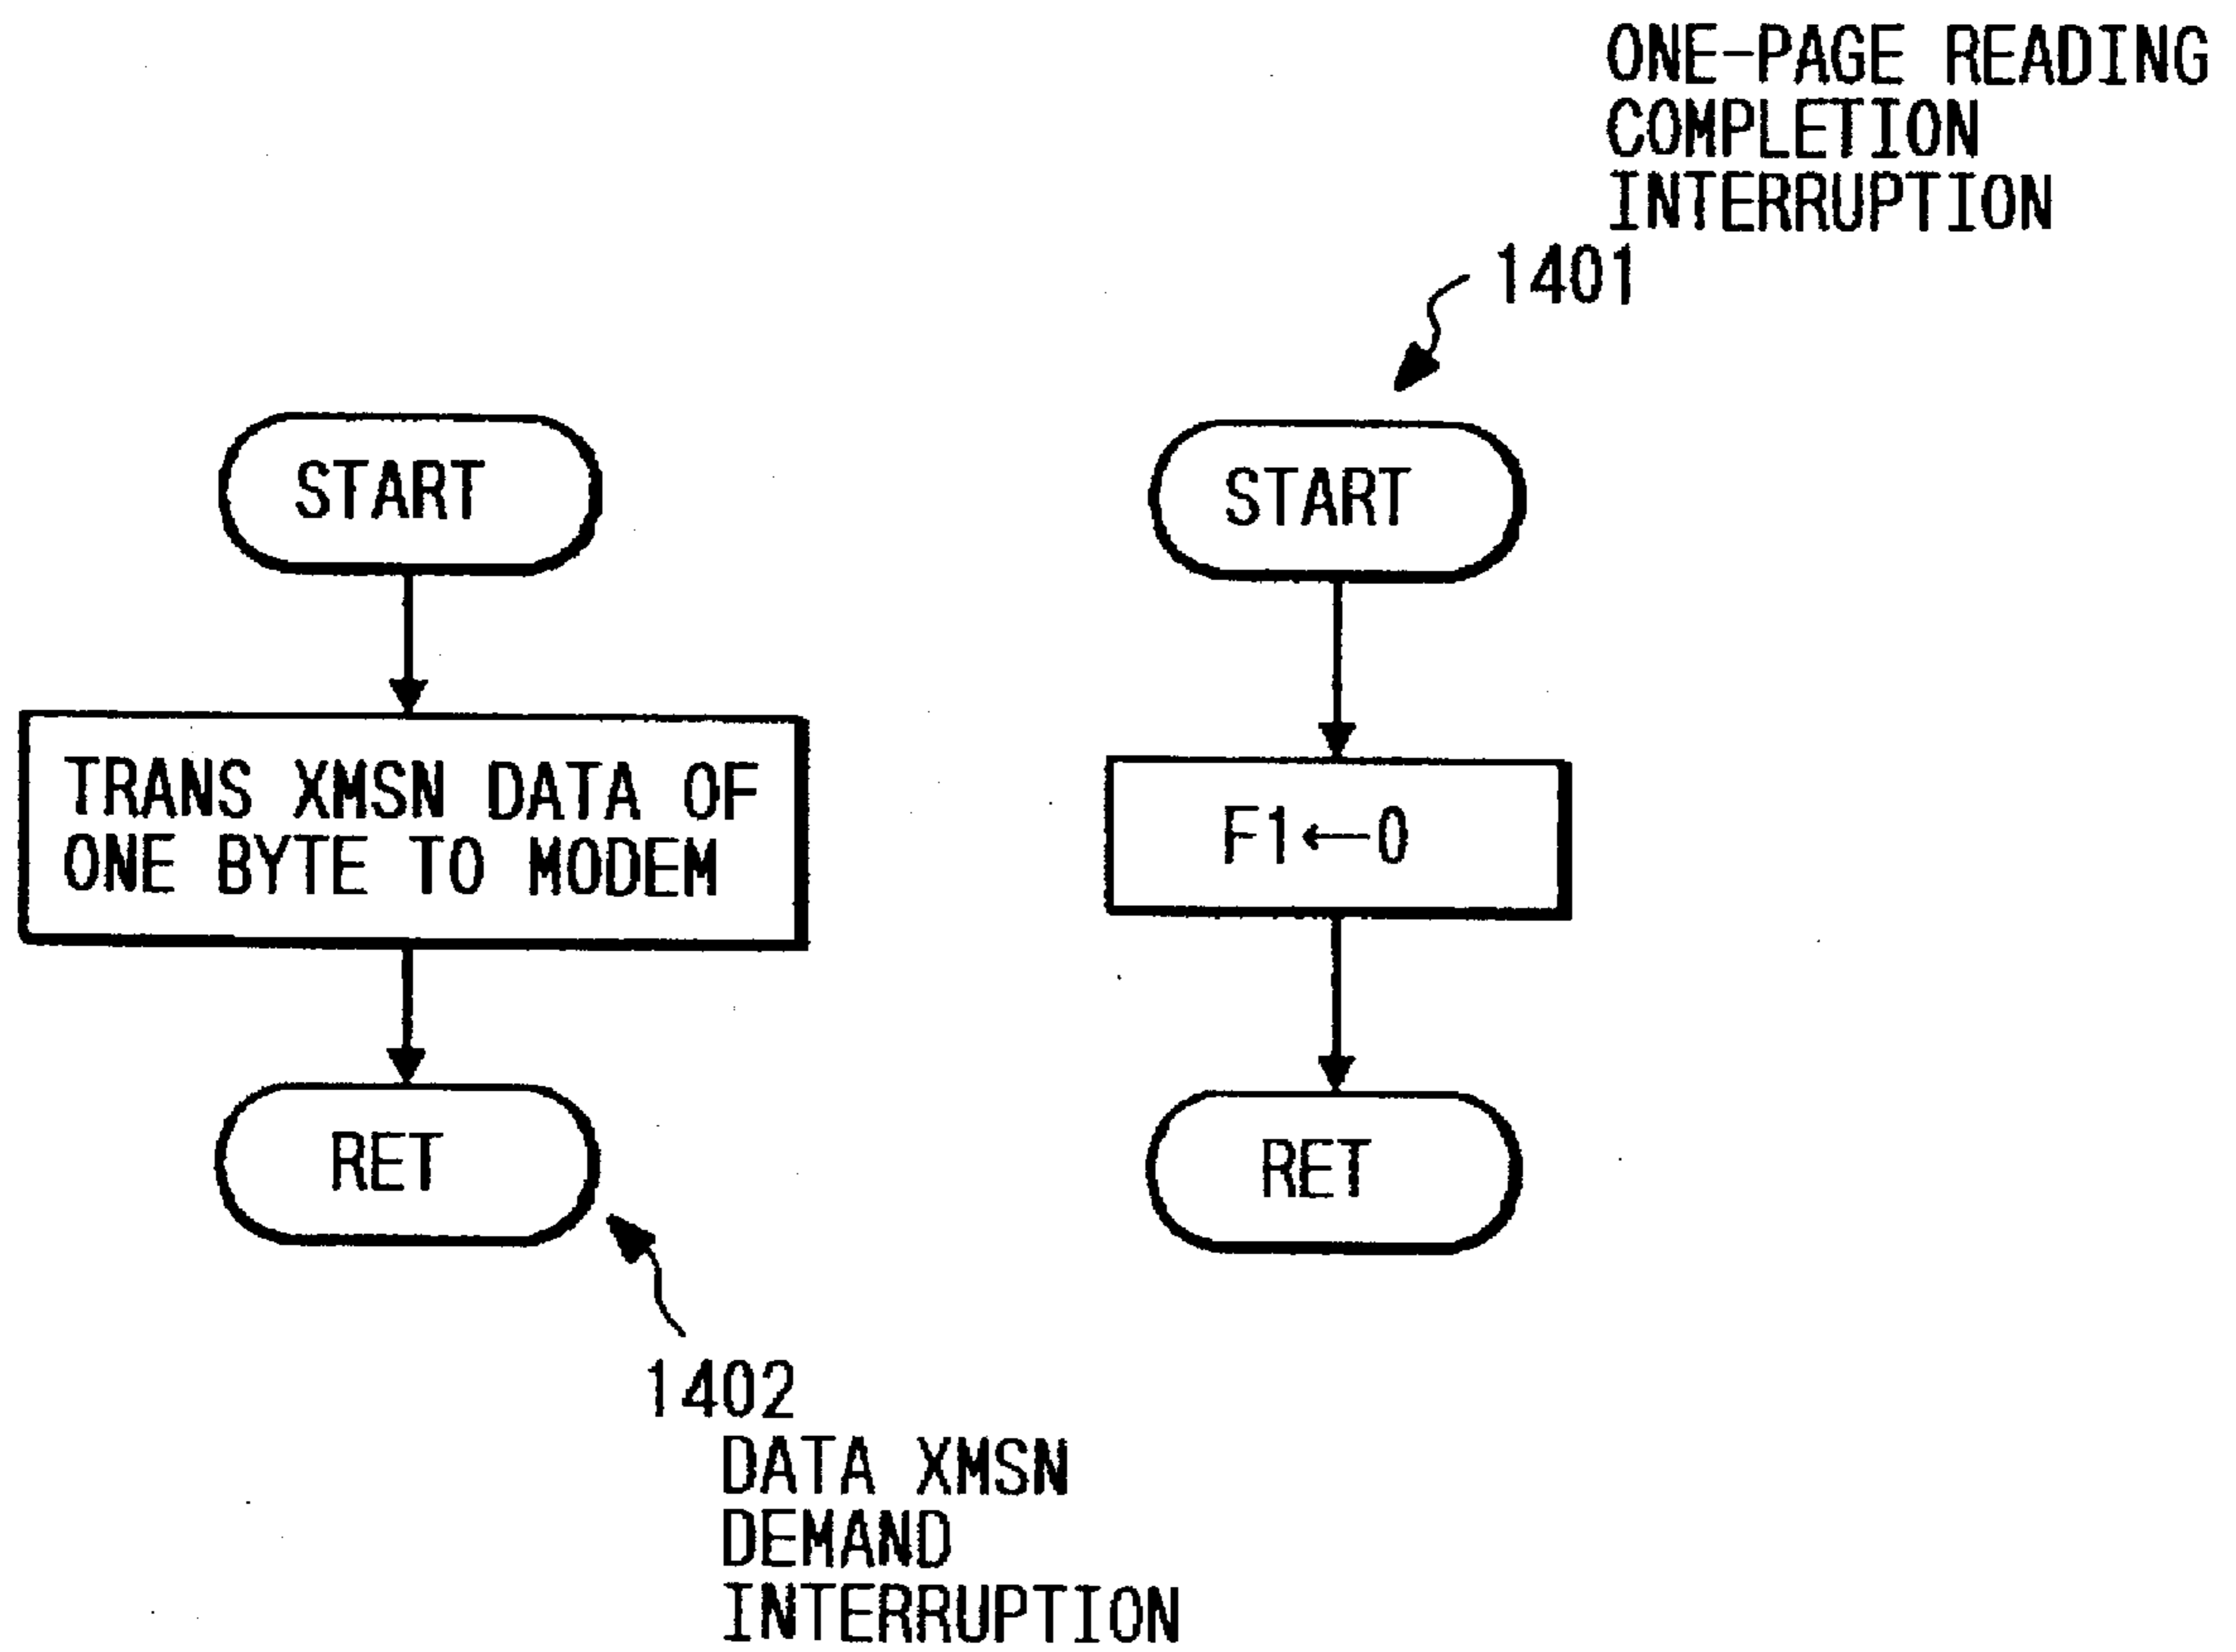 ONE-PAGE READING
COMPLETION
INTERRUPTION
1401
START
TRANS XMSN DATA OF
ONE BYTE TO MODEM
RET
1402
DATA XMSN
DEMAND
INTERRUPTION
START
F1←0
RET